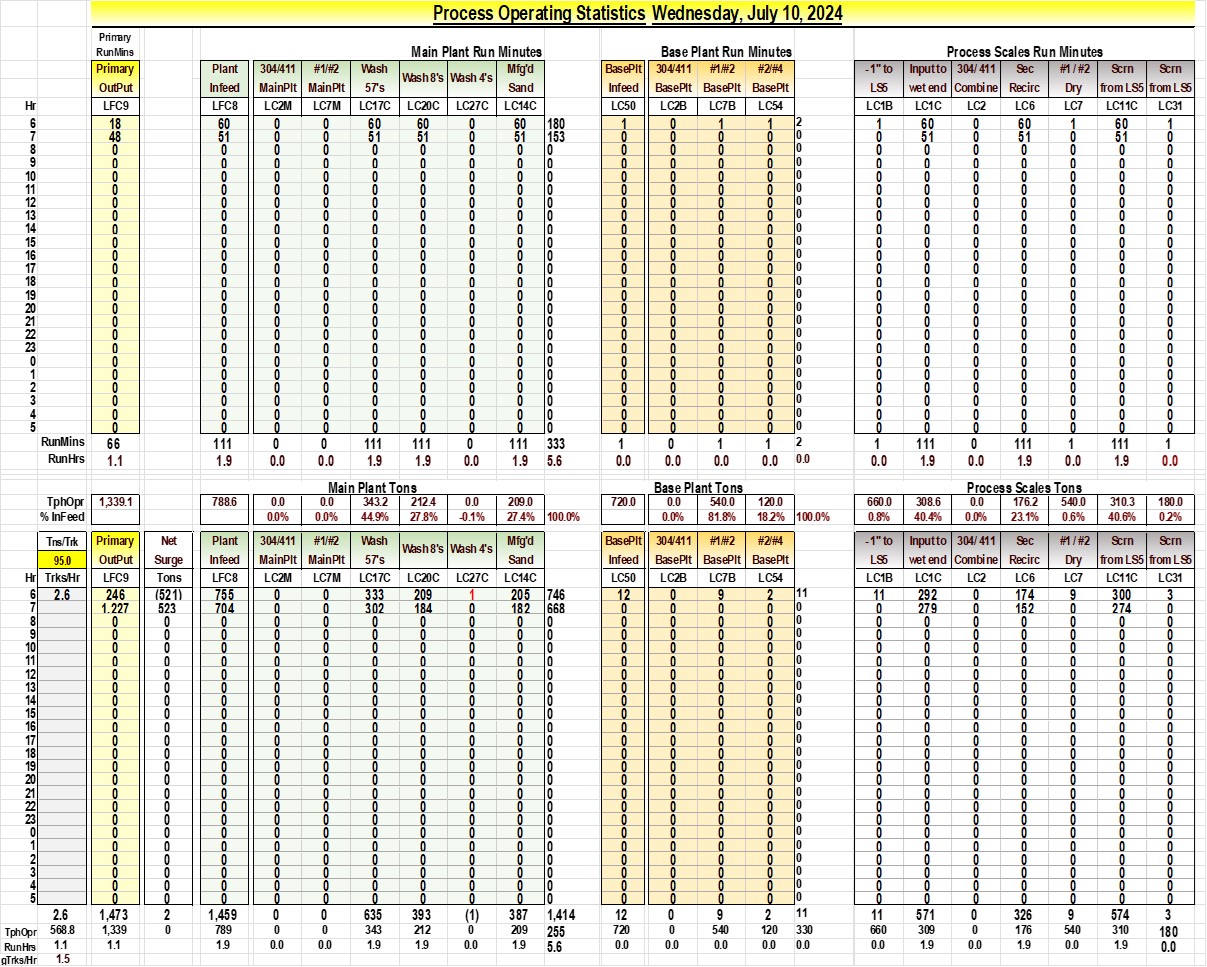 Process Operating Statistics Wednesday, July 10, 2024
Primary
RunMins Main Plant Run Minutes Base Plant Run Minutes Process Scales Run Minutes
Primary Plant 304/411 #1/#2 Wash Wash 8's Wash 4's Mfg'd BasePlt 304/411 #1/#2 #2/#4 -1" to Input to 304/ 411 Sec #1 / #2 Scrn Scrn
OutPut Infeed MainPlt MainPlt 57's Sand Infeed BasePlt BasePlt BasePlt LS5 wet end Combine Recirc Dry from LS5 from LS5
Hr LFC9 LFC8 LC2M LC7M LC17C LC20C LC27C LC14C LC50 LC2B LC7B LC54 LC1B LC1C LC2 LC6 LC7 LC11C LC31
6 18 60 0 0 60 60 0 60 180 1 0 1 1 2 1 60 0 60 1 60 1
7 48 51 0 0 51 51 0 51 153 0 0 0 0 0 0 51 0 51 0 51 0
8 0 0 0 0 0 0 0 0 0 0 0 0 0 0 0 0 0 0 0 0 0
9 0 0 0 0 0 0 0 0 0 0 0 0 0 0 0 0 0 0 0 0 0
10 0 0 0 0 0 0 0 0 0 0 0 0 0 0 0 0 0 0 0 0 0
11 0 0 0 0 0 0 0 0 0 0 0 0 0 0 0 0 0 0 0 0 0
12 0 0 0 0 0 0 0 0 0 0 0 0 0 0 0 0 0 0 0 0 0
13 0 0 0 0 0 0 0 0 0 0 0 0 0 0 0 0 0 0 0 0 0
14 0 0 0 0 0 0 0 0 0 0 0 0 0 0 0 0 0 0 0 0 0
15 0 0 0 0 0 0 0 0 0 0 0 0 0 0 0 0 0 0 0 0 0
16 0 0 0 0 0 0 0 0 0 0 0 0 0 0 0 0 0 0 0 0 0
17 0 0 0 0 0 0 0 0 0 0 0 0 0 0 0 0 0 0 0 0 0
18 0 0 0 0 0 0 0 0 0 0 0 0 0 0 0 0 0 0 0 0 0
19 0 0 0 0 0 0 0 0 0 0 0 0 0 0 0 0 0 0 0 0 0
20 0 0 0 0 0 0 0 0 0 0 0 0 0 0 0 0 0 0 0 0 0
21 0 0 0 0 0 0 0 0 0 0 0 0 0 0 0 0 0 0 0 0 0
22 0 0 0 0 0 0 0 0 0 0 0 0 0 0 0 0 0 0 0 0 0
23 0 0 0 0 0 0 0 0 0 0 0 0 0 0 0 0 0 0 0 0 0
0 0 0 0 0 0 0 0 0 0 0 0 0 0 0 0 0 0 0 0 0 0
1 0 0 0 0 0 0 0 0 0 0 0 0 0 0 0 0 0 0 0 0 0
2 0 0 0 0 0 0 0 0 0 0 0 0 0 0 0 0 0 0 0 0 0
3 0 0 0 0 0 0 0 0 0 0 0 0 0 0 0 0 0 0 0 0 0
4 0 0 0 0 0 0 0 0 0 0 0 0 0 0 0 0 0 0 0 0 0
5 0 0 0 0 0 0 0 0 0 0 0 0 0 0 0 0 0 0 0 0 0
RunMins 66 111 0 0 111 111 0 111 333 1 0 1 1 2 1 111 0 111 1 111 1
RunHrs 1.1 1.9 0.0 0.0 1.9 1.9 0.0 1.9 5.6 0.0 0.0 0.0 0.0 0.0 0.0 1.9 0.0 1.9 0.0 1.9 0.0
Main Plant Tons Base Plant Tons Process Scales Tons
TphOpr 1,339.1 788.6 0.0 0.0 343.2 212.4 0.0 209.0 720.0 0.0 540.0 120.0 660.0 308.6 0.0 176.2 540.0 310.3 180.0
% InFeed 0.0% 0.0% 44.9% 27.8% -0.1% 27.4% 100.0% 0.0% 81.8% 18.2% 100.0% 0.8% 40.4% 0.0% 23.1% 0.6% 40.6% 0.2%
Tns/Trk Primary Net Plant 304/411 #1/#2 Wash Wash 8's Wash 4's Mfg'd BasePlt 304/411 #1/#2 #2/#4 -1" to Input to 304/ 411 Sec #1 / #2 Scrn Scrn
95.0 OutPut Surge Infeed MainPlt MainPlt 57's Sand Infeed BasePlt BasePlt BasePlt LS5 wet end Combine Recirc Dry from LS5 from LS5
Hr Trks/Hr LFC9 Tons LFC8 LC2M LC7M LC17C LC20C LC27C LC14C LC50 LC2B LC7B LC54 LC1B LC1C LC2 LC6 LC7 LC11C LC31
6 2.6 246 (521) 755 0 0 333 209 1 205 746 12 0 9 2 11 11 292 0 174 9 300 3
7 1.227 523 704 0 0 302 184 0 182 668 0 0 0 0 0 0 279 0 152 0 274 0
8 0 0 0 0 0 0 0 0 0 0 0 0 0 0 0 0 0 0 0 0 0 0
9 0 0 0 0 0 0 0 0 0 0 0 0 0 0 0 0 0 0 0 0 0 0
10 0 0 0 0 0 0 0 0 0 0 0 0 0 0 0 0 0 0 0 0 0 0
11 0 0 0 0 0 0 0 0 0 0 0 0 0 0 0 0 0 0 0 0 0 0
12 0 0 0 0 0 0 0 0 0 0 0 0 0 0 0 0 0 0 0 0 0 0
13 0 0 0 0 0 0 0 0 0 0 0 0 0 0 0 0 0 0 0 0 0 0
14 0 0 0 0 0 0 0 0 0 0 0 0 0 0 0 0 0 0 0 0 0 0
15 0 0 0 0 0 0 0 0 0 0 0 0 0 0 0 0 0 0 0 0 0 0
16 0 0 0 0 0 0 0 0 0 0 0 0 0 0 0 0 0 0 0 0 0 0
17 0 0 0 0 0 0 0 0 0 0 0 0 0 0 0 0 0 0 0 0 0 0
18 0 0 0 0 0 0 0 0 0 0 0 0 0 0 0 0 0 0 0 0 0 0
19 0 0 0 0 0 0 0 0 0 0 0 0 0 0 0 0 0 0 0 0 0 0
20 0 0 0 0 0 0 0 0 0 0 0 0 0 0 0 0 0 0 0 0 0 0
21 0 0 0 0 0 0 0 0 0 0 0 0 0 0 0 0 0 0 0 0 0 0
22 0 0 0 0 0 0 0 0 0 0 0 0 0 0 0 0 0 0 0 0 0 0
23 0 0 0 0 0 0 0 0 0 0 0 0 0 0 0 0 0 0 0 0 0 0
0 0 0 0 0 0 0 0 0 0 0 0 0 0 0 0 0 0 0 0 0 0 0
1 0 0 0 0 0 0 0 0 0 0 0 0 0 0 0 0 0 0 0 0 0 0
2 0 0 0 0 0 0 0 0 0 0 0 0 0 0 0 0 0 0 0 0 0 0
3 0 0 0 0 0 0 0 0 0 0 0 0 0 0 0 0 0 0 0 0 0 0
4 0 0 0 0 0 0 0 0 0 0 0 0 0 0 0 0 0 0 0 0 0 0
5 0 0 0 0 0 0 0 0 0 0 0 0 0 0 0 0 0 0 0 0 0 0
2.6 1,473 2 1,459 0 0 635 393 (1) 387 1,414 12 0 9 2 11 11 571 0 326 9 574 3
TphOpr 568.8 1,339 0 789 0 0 343 212 0 209 255 720 0 540 120 330 660 309 0 176 540 310 180
RunHrs 1.1 1.1 1.9 0.0 0.0 1.9 1.9 0.0 1.9 5.6 0.0 0.0 0.0 0.0 0.0 0.0 1.9 0.0 1.9 0.0 1.9 0.0
gTrks/Hr 1.5